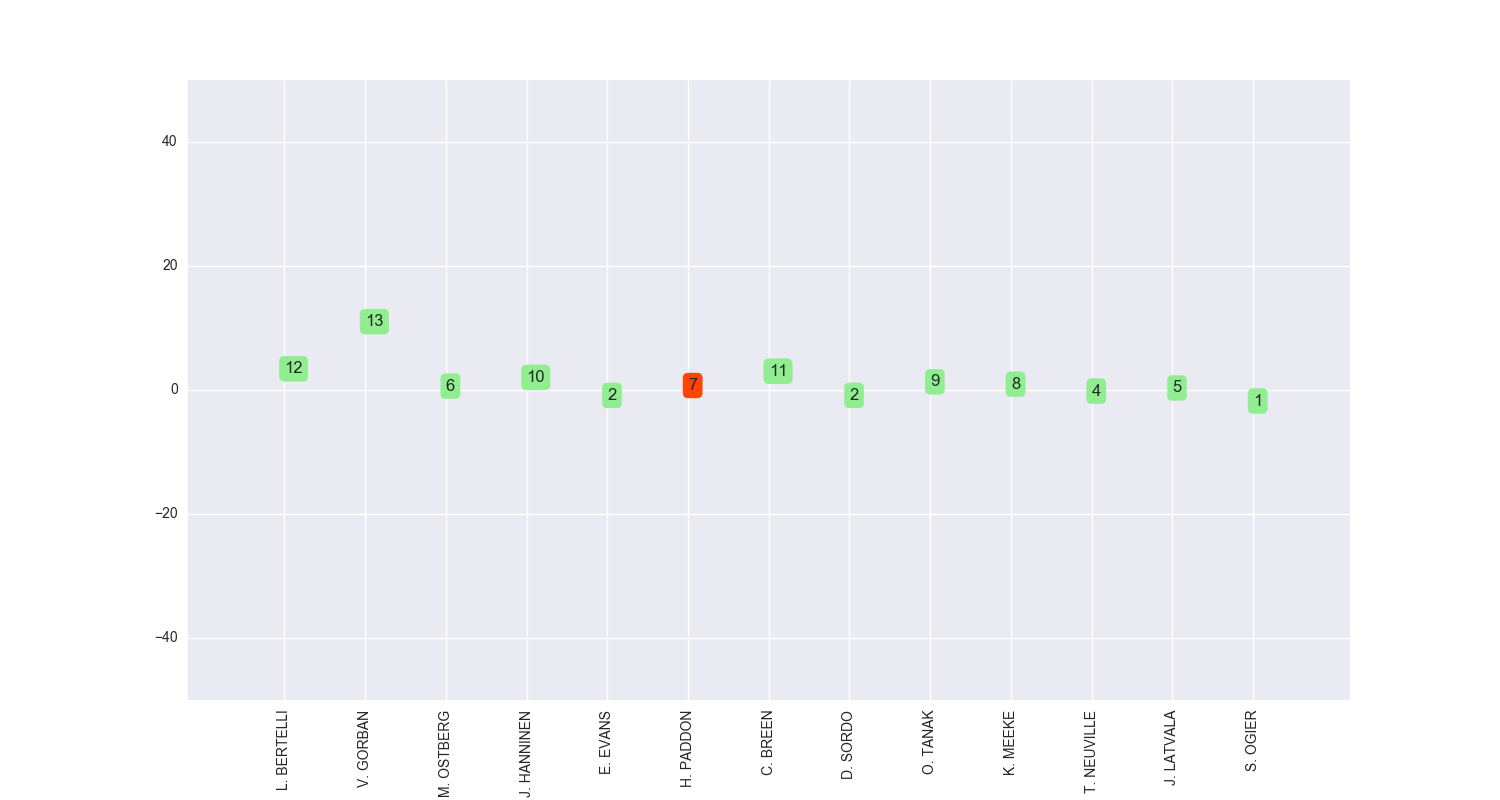 40
20
0
−20
−40
12
13
6
10
2
7
11
2
9
8
4
5
1
L. BERTELLI
V. GORBAN
M. OSTBERG
J. HANNINEN
E. EVANS
H. PADDON
C. BREEN
D. SORDO
O. TANAK
K. MEEKE
T. NEUVILLE
J. LATVALA
S. OGIER